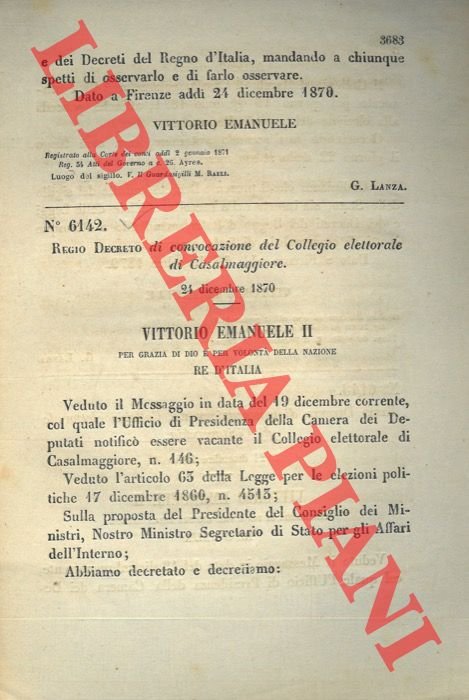 3683
e dei Decreti del Regno d'Italia, mandando a chiunque
spetti di osservarlo e di farlo osservare.
Dato a Firenze addì 24 dicembre 1870.
VITTORIO EMANUELE
Registrato alla Corte dei conti addì 2 gennaio 1871
Reg. 54 Atti del Governo a c. 26. Ayres.
Luogo del sigillo. V. Il Guardasigilli M. RAELI.
G. LANZA.
N° 6142.
REGIO DECRETO di convocazione del Collegio elettorale
di Casalmaggiore.
24 dicembre 1870
VITTORIO EMANUELE II
PER GRAZIA DI DIO E PER VOLONTÀ DELLA NAZIONE
RE D'ITALIA
Veduto il Messaggio in data del 19 dicembre corrente,
col quale l'Ufficio di Presidenza della Camera dei De-
putati notificò essere vacante il Collegio elettorale di
Casalmaggiore, n. 146;
Veduto l'articolo 63 della Legge per le elezioni poli-
tiche 17 dicembre 1860, n. 4513;
Sulla proposta del Presidente del Consiglio dei Mi-
nistri, Nostro Ministro Segretario di Stato per gli Affari
dell'Interno;
Abbiamo decretato e decretiamo:
LIBRERIA PIANI